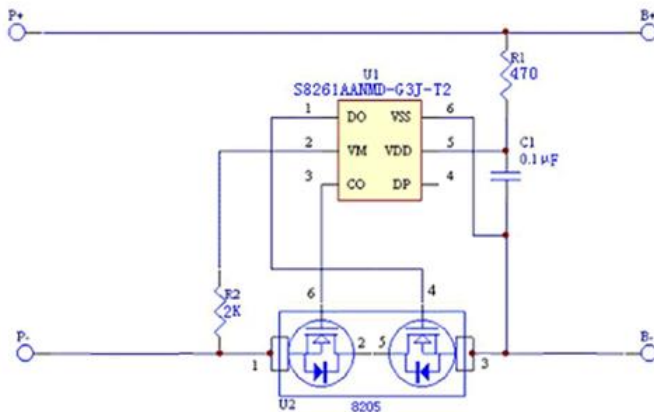 P+
B+
R1
470
U1
S8261AANMD-G3J-T2
1 DO VSS 6
2 VM VDD 5
3 CO DP 4
C1
0.1μF
R2
2K
6
4
P-
B-
1
2
5
3
U2
8205